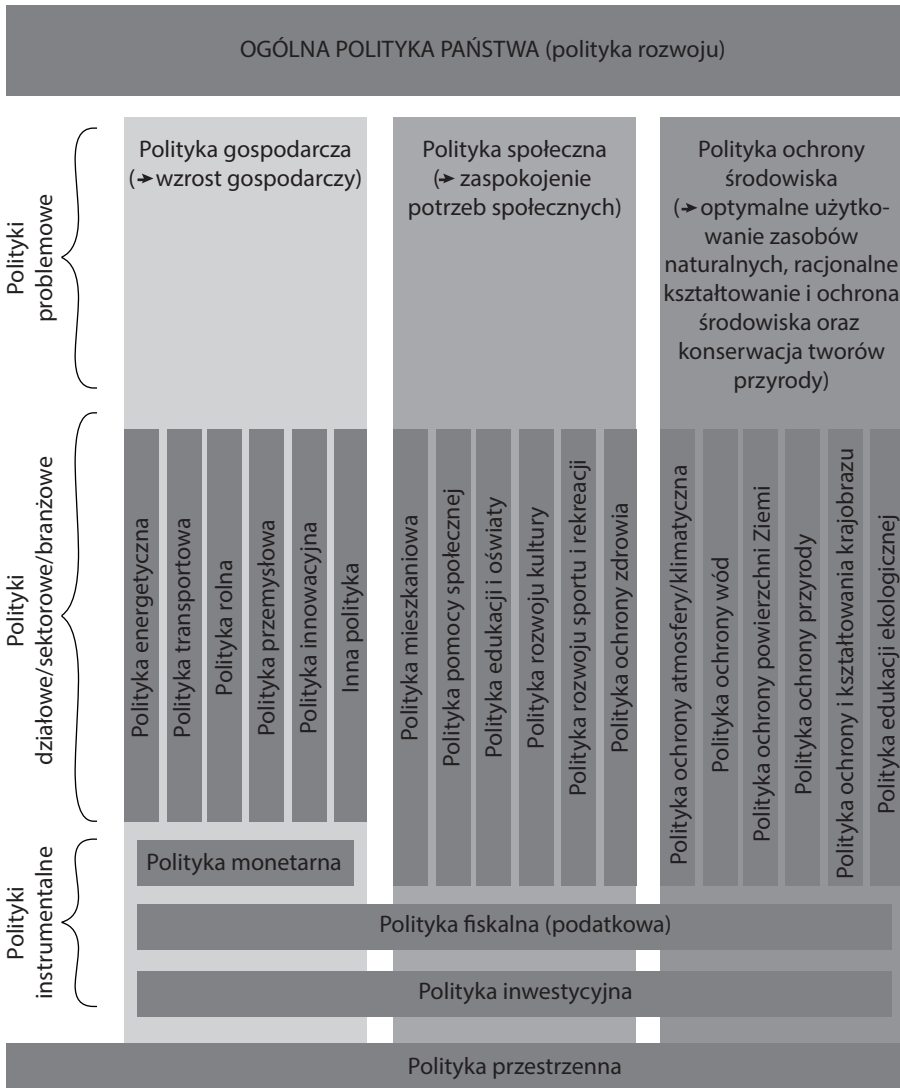 OGÓLNA POLITYKA PAŃSTWA (polityka rozwoju)
Polityki
problemowe
Polityka gospodarcza
(→ wzrost gospodarczy)
Polityka społeczna
(→ zaspokojenie
potrzeb społecznych)
Polityka ochrony
środowiska
(→ optymalne użytko-
wanie zasobów
naturalnych, racjonalne
kształtowanie i ochrona
środowiska oraz
konserwacja tworów
przyrody)
Polityki
działowe/sektorowe/branżowe
Polityka energetyczna
Polityka transportowa
Polityka rolna
Polityka przemysłowa
Polityka innowacyjna
Inna polityka
Polityka mieszkaniowa
Polityka pomocy społecznej
Polityka edukacji i oświaty
Polityka rozwoju kultury
Polityka rozwoju sportu i rekreacji
Polityka ochrony zdrowia
Polityka ochrony atmosfery/klimatyczna
Polityka ochrony wód
Polityka ochrony powierzchni Ziemi
Polityka ochrony przyrody
Polityka ochrony i kształtowania krajobrazu
Polityka edukacji ekologicznej
Polityki
instrumentalne
Polityka monetarna
Polityka fiskalna (podatkowa)
Polityka inwestycyjna
Polityka przestrzenna